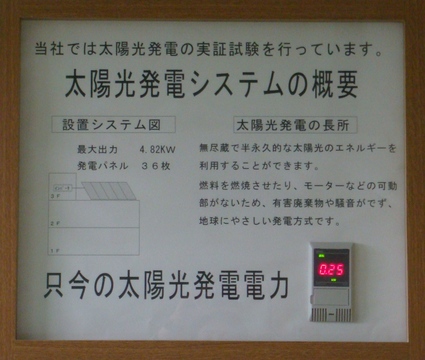 当社では太陽光発電の実証試験を行っています。
太陽光発電システムの概要
設置システム図
最大出力 4.82KW
発電パネル 36枚
3F
2F
1F
太陽光発電の長所
無尽蔵で半永久的な太陽光のエネルギーを
利用することができます。
燃料を燃焼させたり、モーターなどの可動
部がないため、有害廃棄物や騒音がでず、
地球にやさしい発電方式です。
只今の太陽光発電電力
0.25